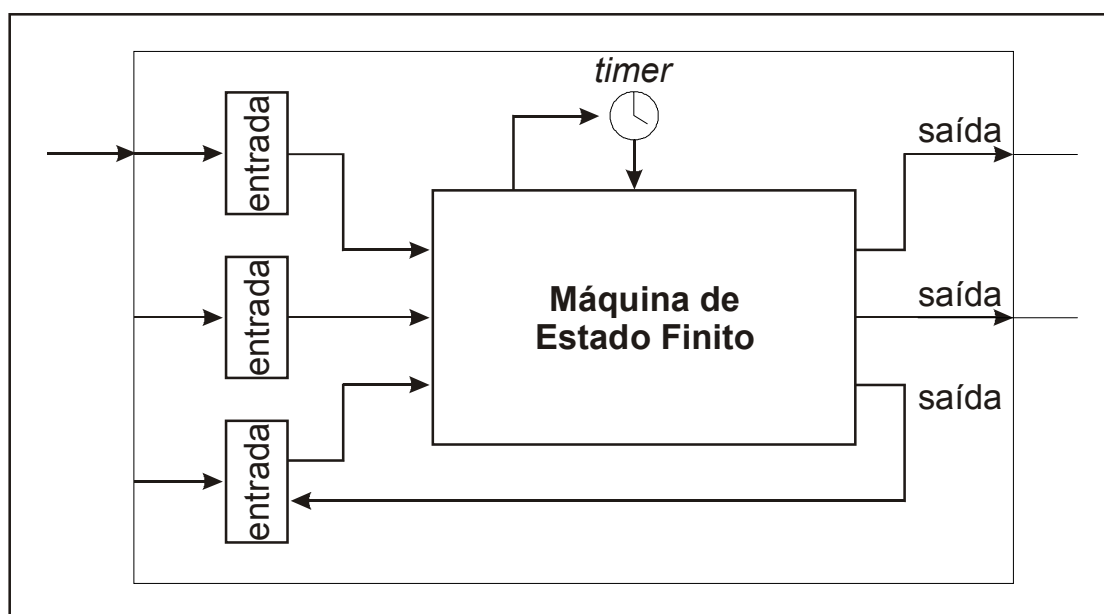 timer
entrada
saída
entrada
saída
Máquina de
Estado Finito
saída
entrada